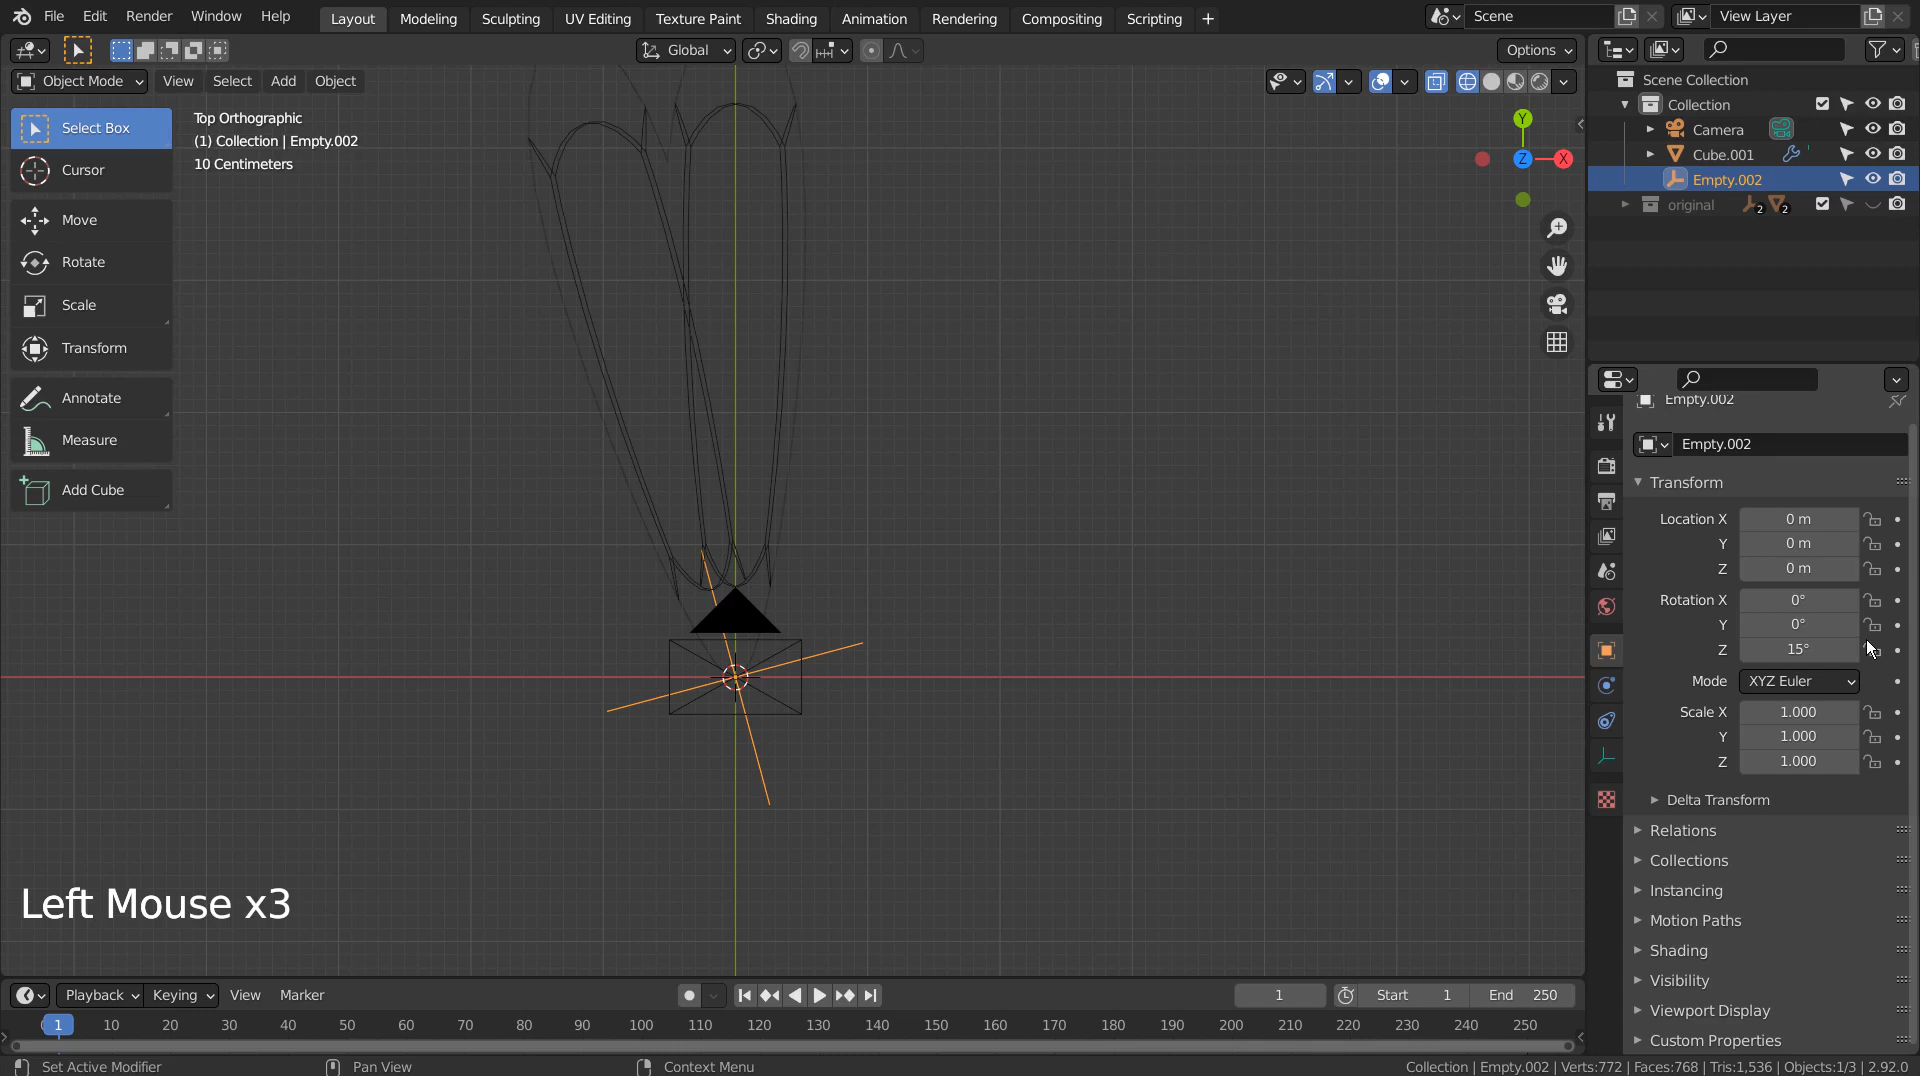 File Edit Render Window Help Layout Modeling Sculpting UV Editing Texture Paint Shading Animation Rendering Compositing Scripting + Scene View Layer
Global Options
Object Mode View Select Add Object
Select Box
Cursor
Move
Rotate
Scale
Transform
Annotate
Measure
Add Cube
Top Orthographic
(1) Collection | Empty.002
10 Centimeters
Y
Z
X
Scene Collection
Collection
Camera
Cube.001
Empty.002
original 2 2
Empty.002
Empty.002
Transform
Location X 0 m
Y 0 m
Z 0 m
Rotation X 0°
Y 0°
Z 15°
Mode XYZ Euler
Scale X 1.000
Y 1.000
Z 1.000
Delta Transform
Relations
Collections
Instancing
Motion Paths
Shading
Visibility
Viewport Display
Custom Properties
Left Mouse x3
Playback Keying View Marker 1 Start 1 End 250
1 10 20 30 40 50 60 70 80 90 100 110 120 130 140 150 160 170 180 190 200 210 220 230 240 250
Set Active Modifier Pan View Context Menu Collection | Empty.002 | Verts:772 | Faces:768 | Tris:1,536 | Objects:1/3 | 2.92.0